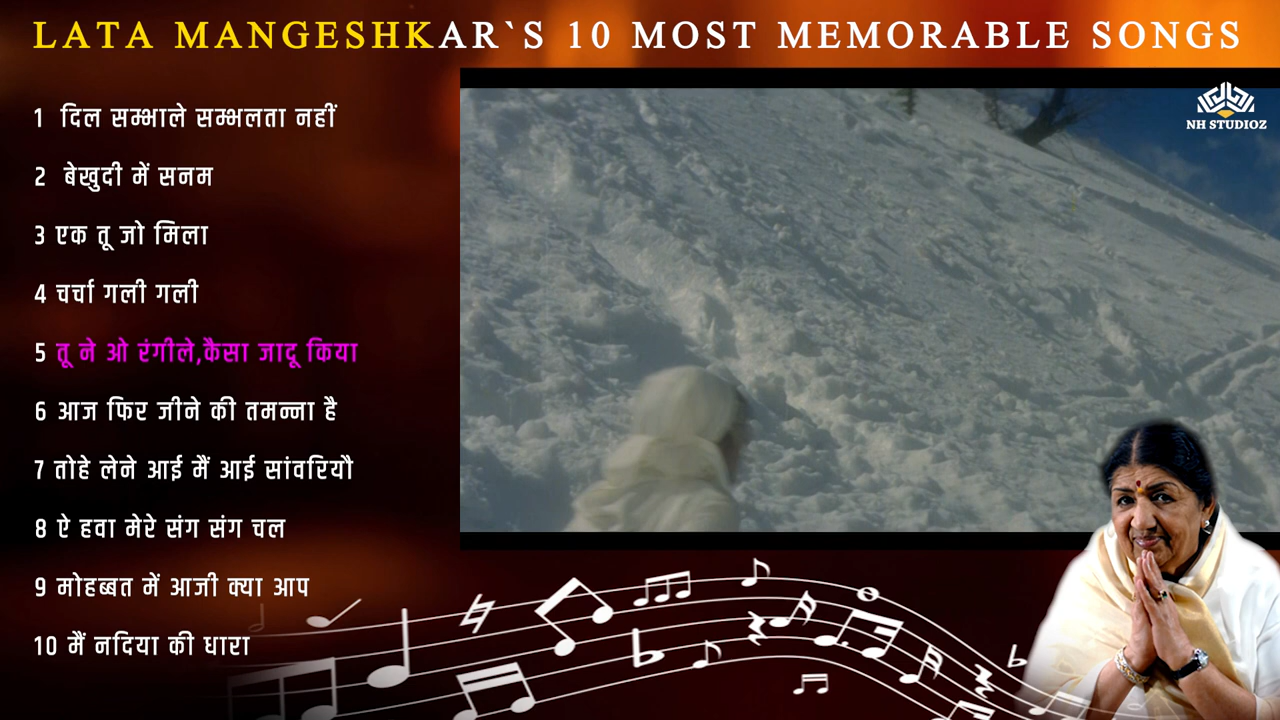 LATA MANGESHKAR`S 10 MOST MEMORABLE SONGS
NH STUDIOZ
1 दिल सम्भाले सम्भलता नहीं
2 बेखुदी में सनम
3 एक तू जो मिला
4 चर्चा गली गली
5 तू ने ओ रंगीले,कैसा जादू किया
6 आज फिर जीने की तमन्ना है
7 तोहे लेने आई मैं आई सांवरियौ
8 ऐ हवा मेरे संग संग चल
9 मोहब्बत में आजी क्या आप
10 मैं नदिया की धारा